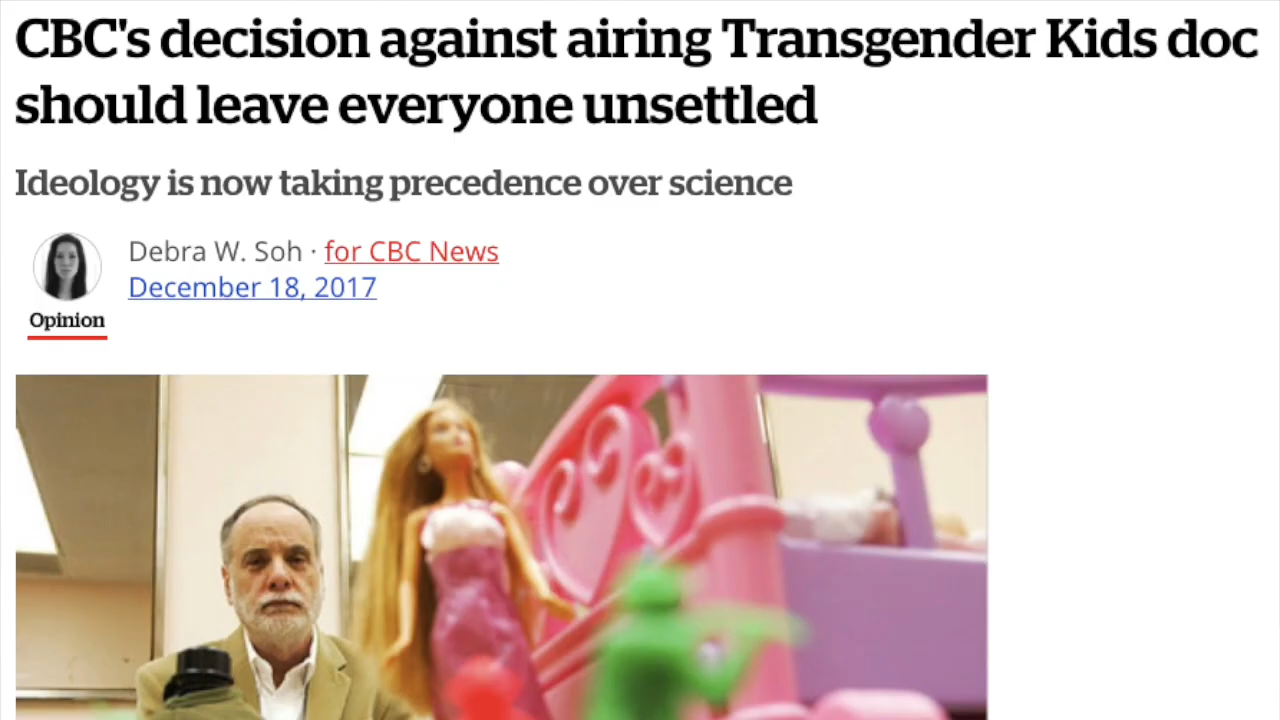 CBC's decision against airing Transgender Kids doc
should leave everyone unsettled
Ideology is now taking precedence over science
Debra W. Soh · for CBC News
December 18, 2017
Opinion